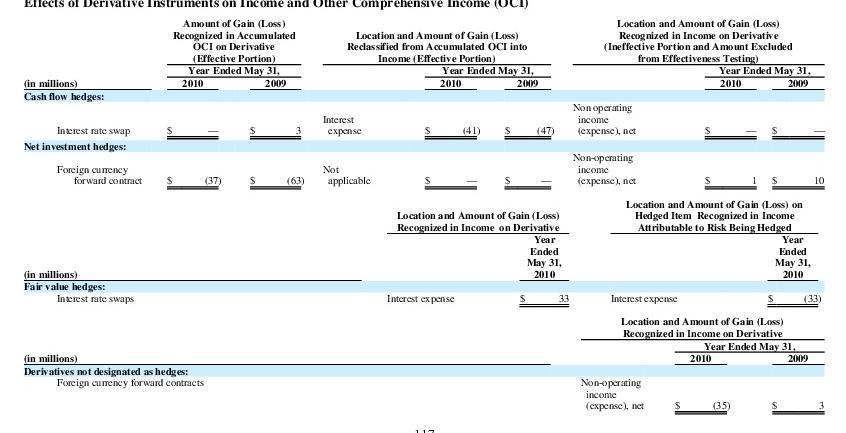 Effects of Derivative Instruments on Income and Other Comprehensive Income (OCI)
Amount of Gain (Loss)
Recognized in Accumulated
OCI on Derivative
(Effective Portion)
Location and Amount of Gain (Loss)
Reclassified from Accumulated OCI into
Income (Effective Portion)
Location and Amount of Gain (Loss)
Recognized in Income on Derivative
(Ineffective Portion and Amount Excluded
from Effectiveness Testing)
Year Ended May 31, Year Ended May 31, Year Ended May 31,
(in millions) 2010 2009 2010 2009 2010 2009
Cash flow hedges:
Interest rate swap $ — $ 3 Interest expense $ (41) $ (47) Non operating income (expense), net $ — $ —
Net investment hedges:
Foreign currency forward contract $ (37) $ (63) Not applicable $ — $ — Non-operating income (expense), net $ 1 $ 10
Location and Amount of Gain (Loss)
Recognized in Income on Derivative
Location and Amount of Gain (Loss) on
Hedged Item Recognized in Income
Attributable to Risk Being Hedged
Year Year
Ended Ended
May 31, May 31,
(in millions) 2010 2010
Fair value hedges:
Interest rate swaps Interest expense $ 33 Interest expense $ (33)
Location and Amount of Gain (Loss)
Recognized in Income on Derivative
Year Ended May 31,
(in millions) 2010 2009
Derivatives not designated as hedges:
Foreign currency forward contracts Non-operating
income
(expense), net $ (35) $ 3
117